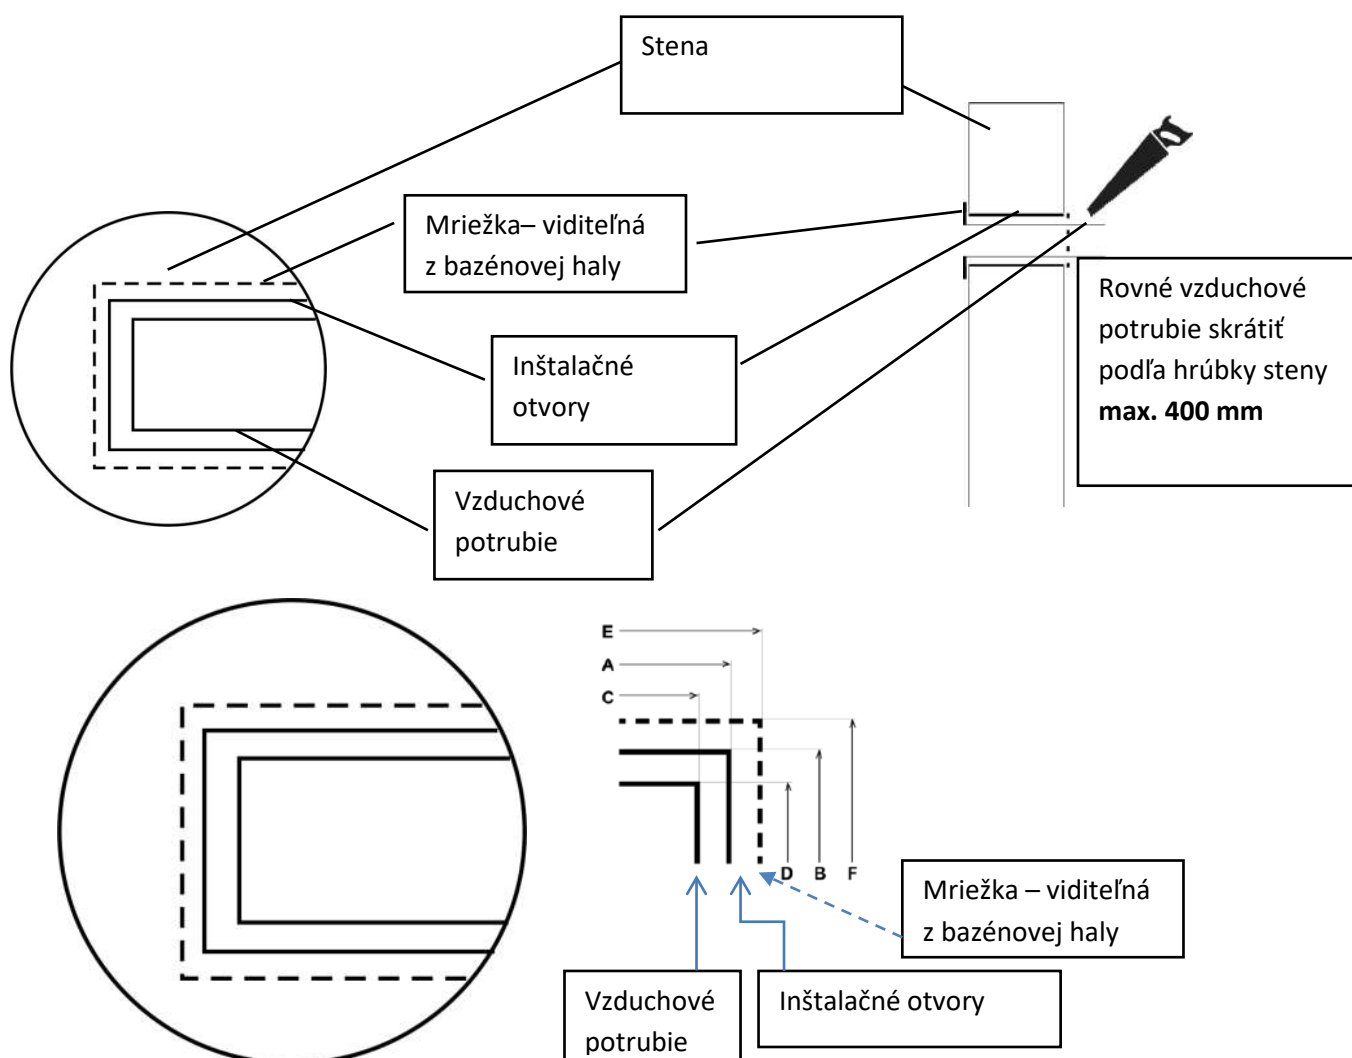 Stena
Mriežka– viditeľná
z bazénovej haly
Rovné vzduchové
potrubie skrátiť
podľa hrúbky steny
max. 400 mm
Inštalačné
otvory
Vzduchové
potrubie
E
A
C
D B F
Mriežka – viditeľná
z bazénovej haly
Vzduchové
potrubie
Inštalačné otvory